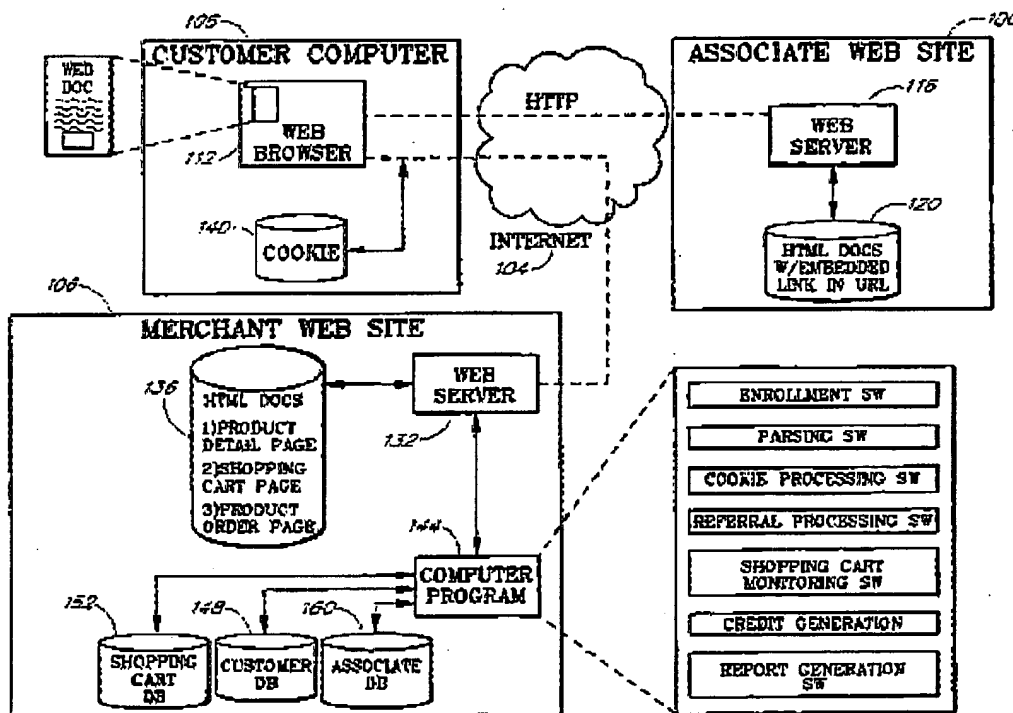 105
CUSTOMER COMPUTER
WEB
DOC
WEB
BROWSER
112
140
COOKIE
HTTP
INTERNET
104
100
ASSOCIATE WEB SITE
116
WEB
SERVER
120
HTML DOCS
W/EMBEDDED
LINK IN URL
108
MERCHANT WEB SITE
136
HTML DOCS
1)PRODUCT
DETAIL PAGE
2)SHOPPING
CART PAGE
3)PRODUCT
ORDER PAGE
WEB
SERVER
132
144
COMPUTER
PROGRAM
152
SHOPPING
CART
DB
148
CUSTOMER
DB
160
ASSOCIATE
DB
ENROLLMENT SW
PARSING SW
COOKIE PROCESSING SW
REFERRAL PROCESSING SW
SHOPPING CART
MONITORING SW
CREDIT GENERATION
REPORT GENERATION
SW